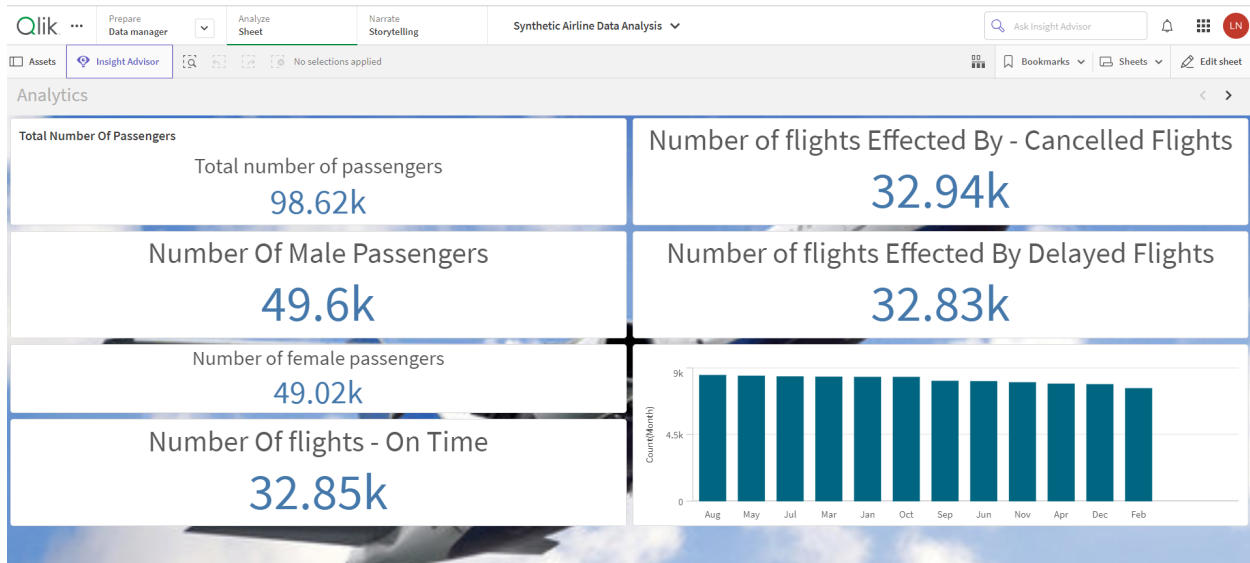 Qlik
Prepare
Data manager
Analyze
Sheet
Narrate
Storytelling
Synthetic Airline Data Analysis
Ask Insight Advisor
LN
Assets
Insight Advisor
No selections applied
Bookmarks
Sheets
Edit sheet
Analytics
Total Number Of Passengers
Total number of passengers
98.62k
Number Of Male Passengers
49.6k
Number of female passengers
49.02k
Number Of flights - On Time
32.85k
Number of flights Effected By - Cancelled Flights
32.94k
Number of flights Effected By Delayed Flights
32.83k
Count(Month)
9k
4.5k
0
Aug May Jul Mar Jan Oct Sep Jun Nov Apr Dec Feb